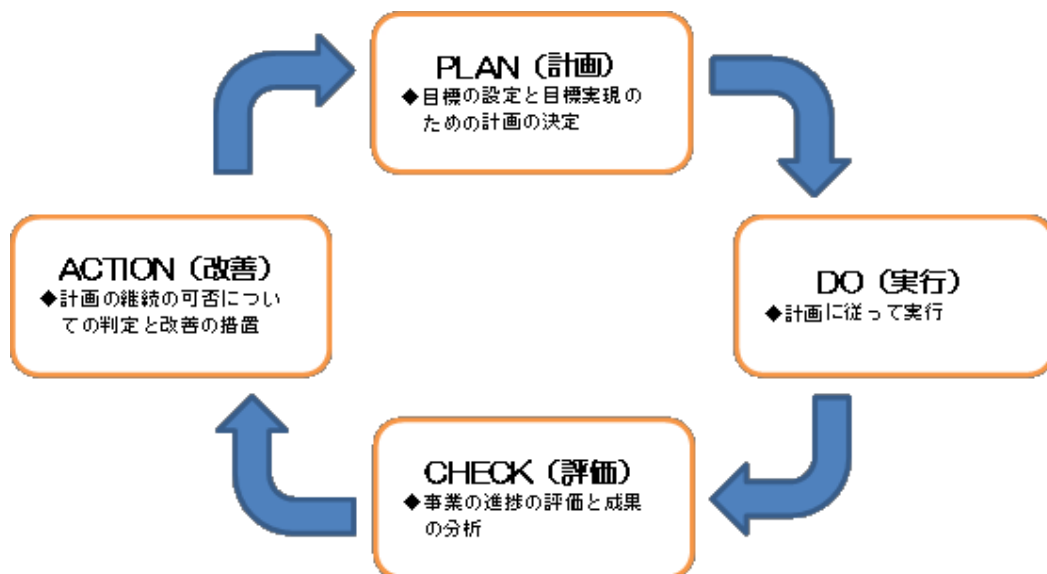 PLAN（計画）
◆目標の設定と目標実現の
ための計画の決定
DO（実行）
◆計画に従って実行
CHECK（評価）
◆事業の進捗の評価と成果
の分析
ACTION（改善）
◆計画の継続の可否につい
ての判定と改善の措置